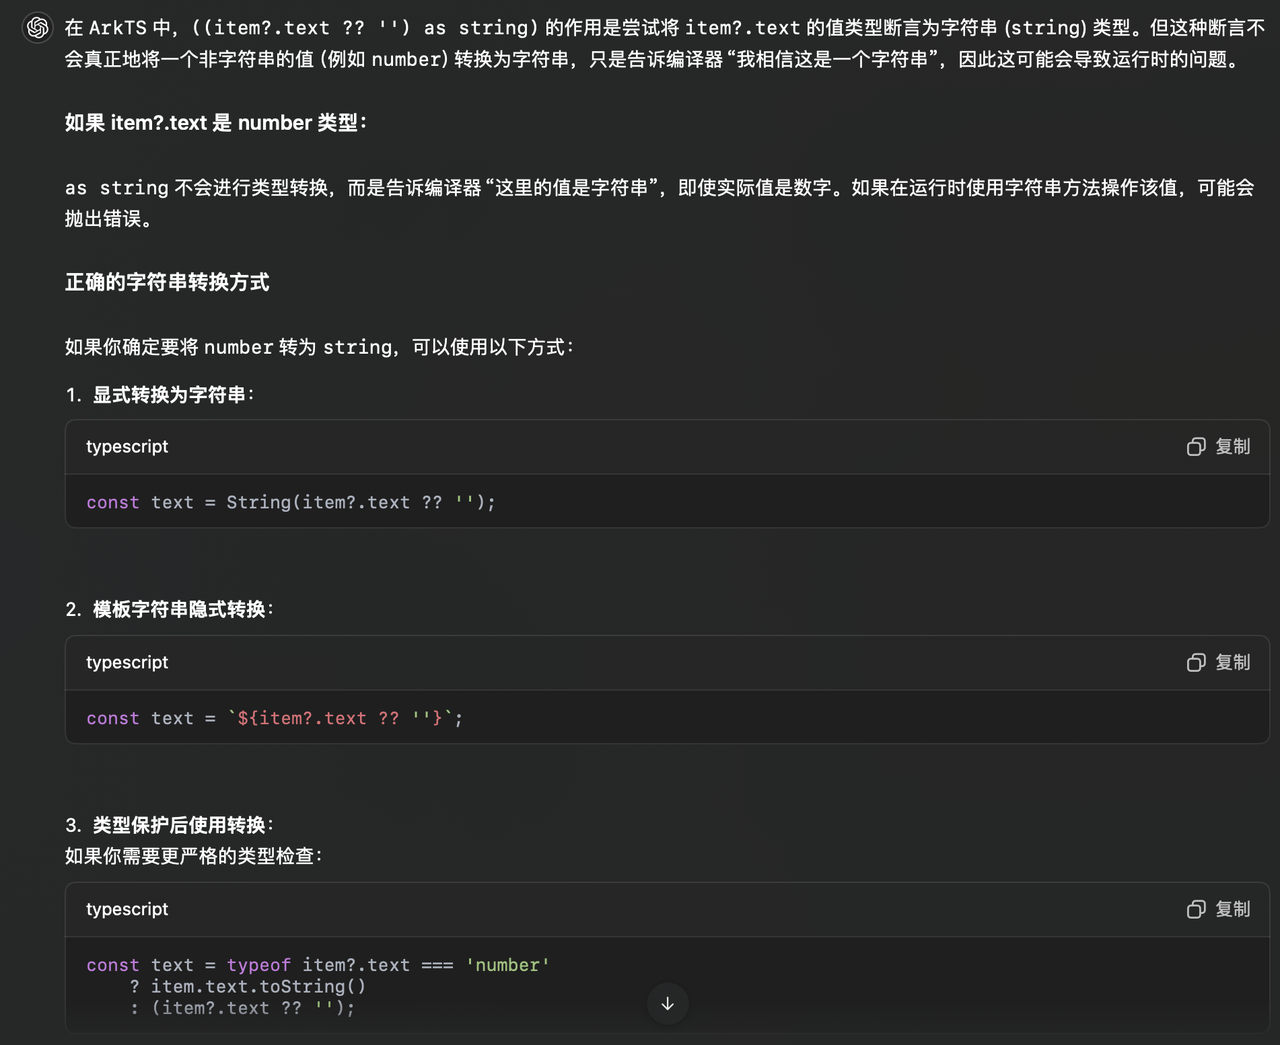 在 ArkTS 中，((item?.text ?? '') as string) 的作用是尝试将 item?.text 的值类型断言为字符串 (string) 类型。但这种断言不
会真正地将一个非字符串的值 (例如 number) 转换为字符串，只是告诉编译器“我相信这是一个字符串”，因此这可能会导致运行时的问题。
如果 item?.text 是 number 类型：
as string 不会进行类型转换，而是告诉编译器“这里的值是字符串”，即使实际值是数字。如果在运行时使用字符串方法操作该值，可能会
抛出错误。
正确的字符串转换方式
如果你确定要将 number 转为 string，可以使用以下方式：
1. 显式转换为字符串：
typescript 复制
const text = String(item?.text ?? '');
2. 模板字符串隐式转换：
typescript 复制
const text = `${item?.text ?? ''}`;
3. 类型保护后使用转换：
如果你需要更严格的类型检查：
typescript 复制
const text = typeof item?.text === 'number'
? item.text.toString()
: (item?.text ?? '');